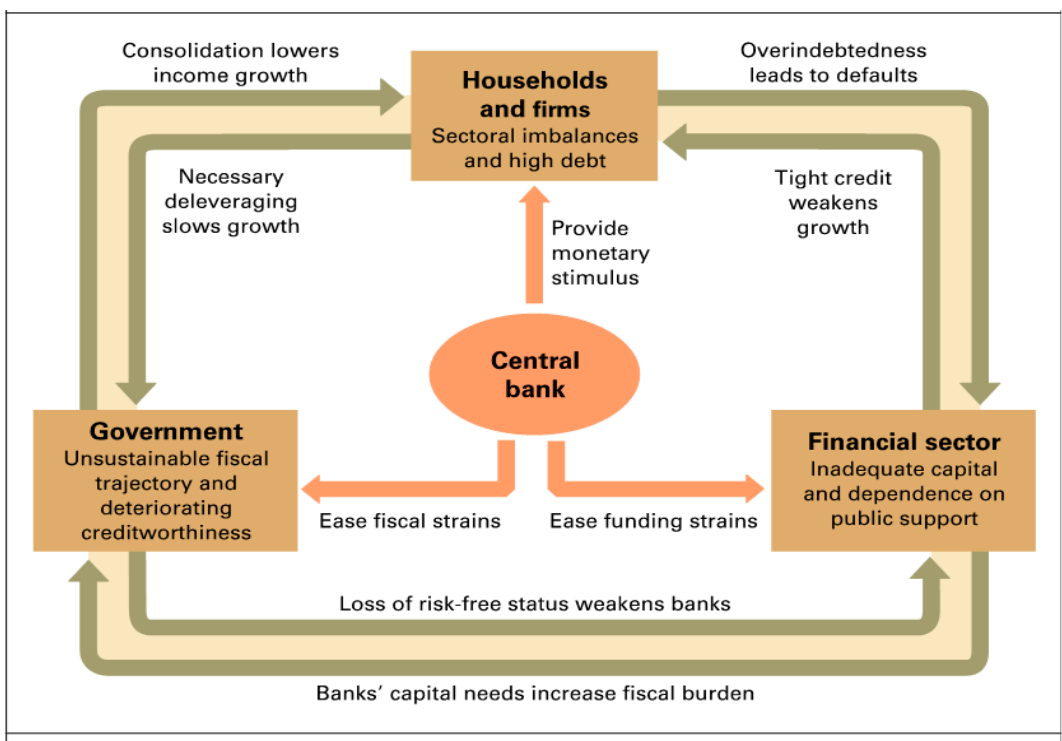 Consolidation lowers
income growth
Households
and firms
Sectoral imbalances
and high debt
Overindebtedness
leads to defaults
Necessary
deleveraging
slows growth
Tight credit
weakens
growth
Provide
monetary
stimulus
Central
bank
Government
Unsustainable fiscal
trajectory and
deteriorating
creditworthiness
Financial sector
Inadequate capital
and dependence on
public support
Ease fiscal strains
Ease funding strains
Loss of risk-free status weakens banks
Banks’ capital needs increase fiscal burden